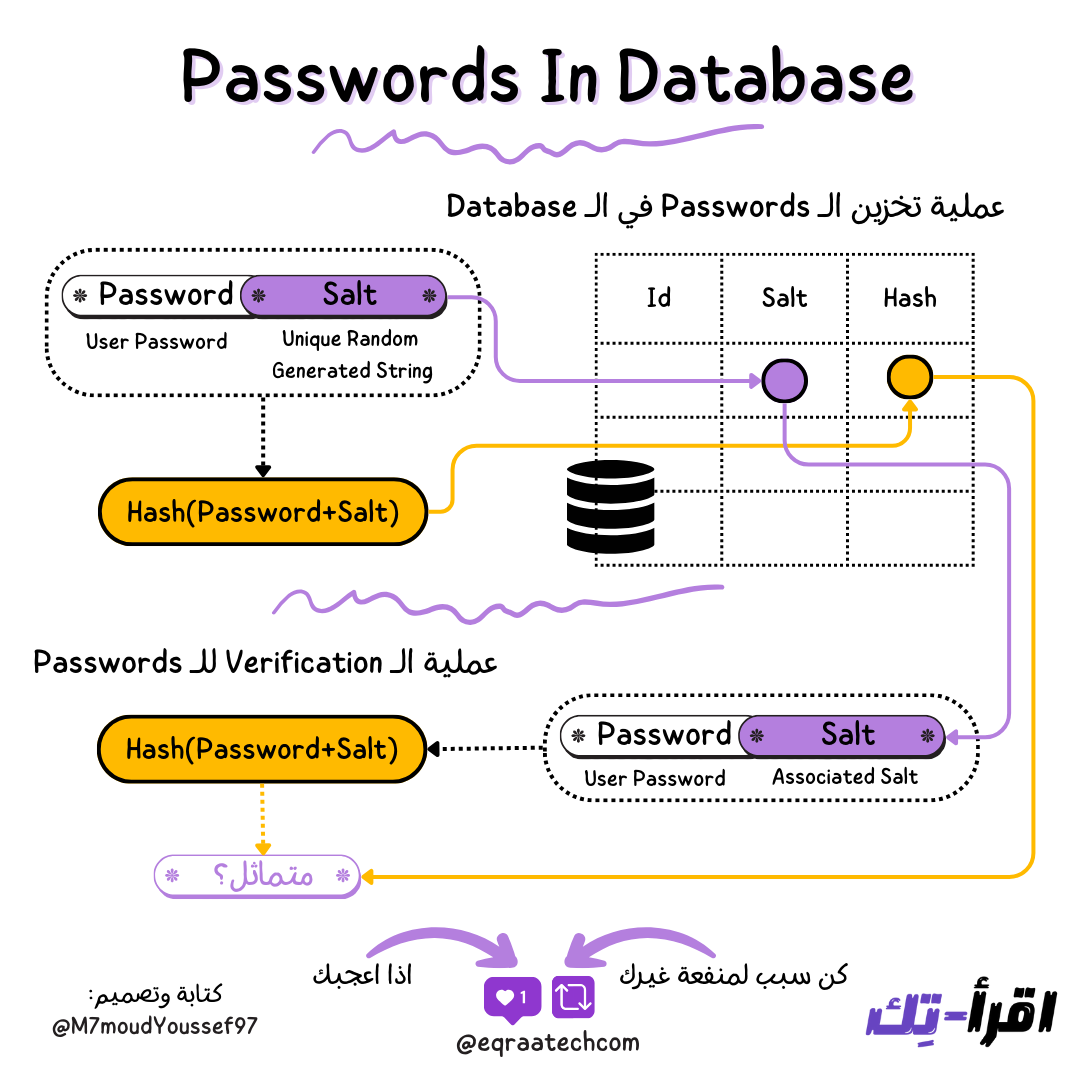 Passwords In Database
عملية تخزين الـ Passwords في الـ Database
Password
Salt
User Password
Unique Random
Generated String
Id
Salt
Hash
Hash(Password+Salt)
عملية الـ Verification للـ Passwords
Hash(Password+Salt)
Password
Salt
User Password
Associated Salt
متماثل؟
اذا اعجبك
كن سبب لمنفعة غيرك
1
@eqraatechcom
كتابة وتصميم:
@M7moudYoussef97
اقرأ-تِك